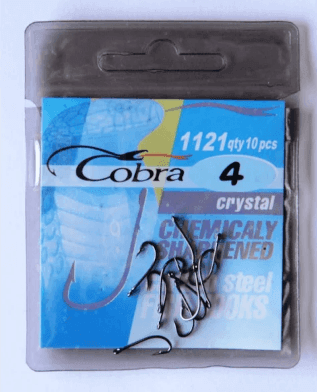 1121 qty 10 pcs
Cobra 4
crystal
CHEMICALY
SHARPENED
steel
HOOKS